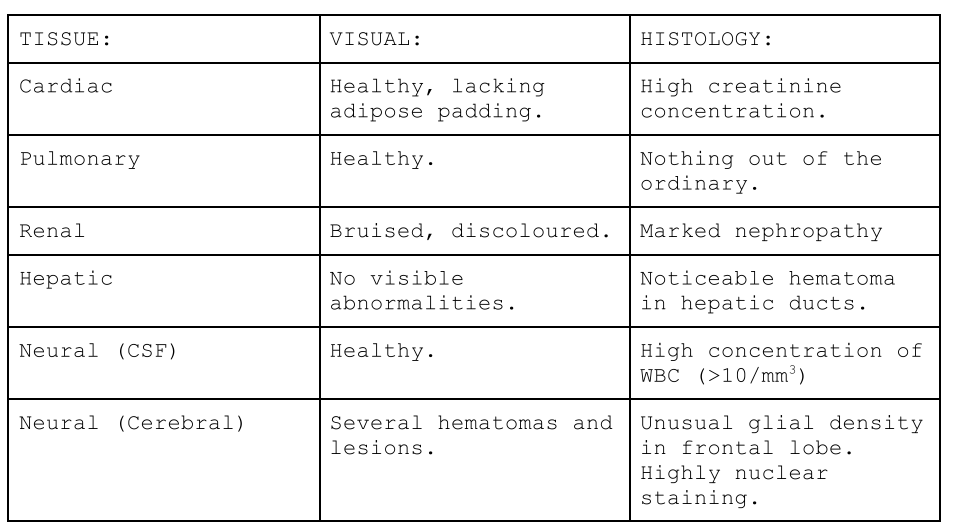 TISSUE: VISUAL: HISTOLOGY:
Cardiac
Healthy, lacking
adipose padding.
High creatinine
concentration.
Pulmonary
Healthy.
Nothing out of the
ordinary.
Renal
Bruised, discoloured.
Marked nephropathy
Hepatic
No visible
abnormalities.
Noticeable hematoma
in hepatic ducts.
Neural (CSF)
Healthy.
High concentration of
WBC (>10/mm³)
Neural (Cerebral)
Several hematomas and
lesions.
Unusual glial density
in frontal lobe.
Highly nuclear
staining.